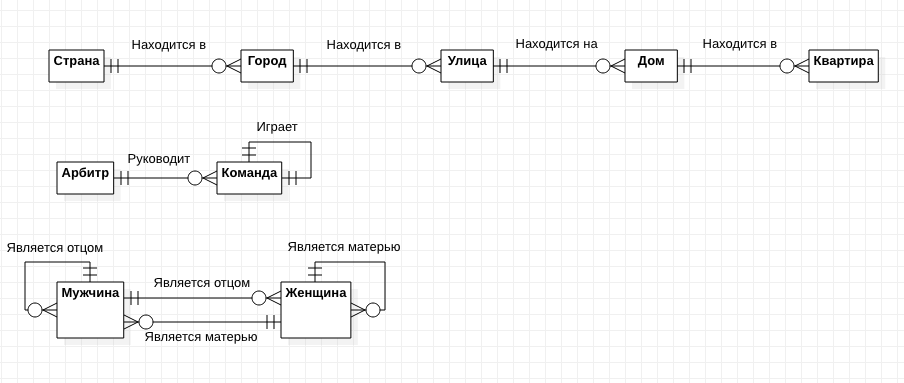 Находится в
Находится в
Находится на
Находится в
Страна
Город
Улица
Дом
Квартира
Играет
Руководит
Арбитр
Команда
Является отцом
Является матерью
Является отцом
Мужчина
Женщина
Является матерью